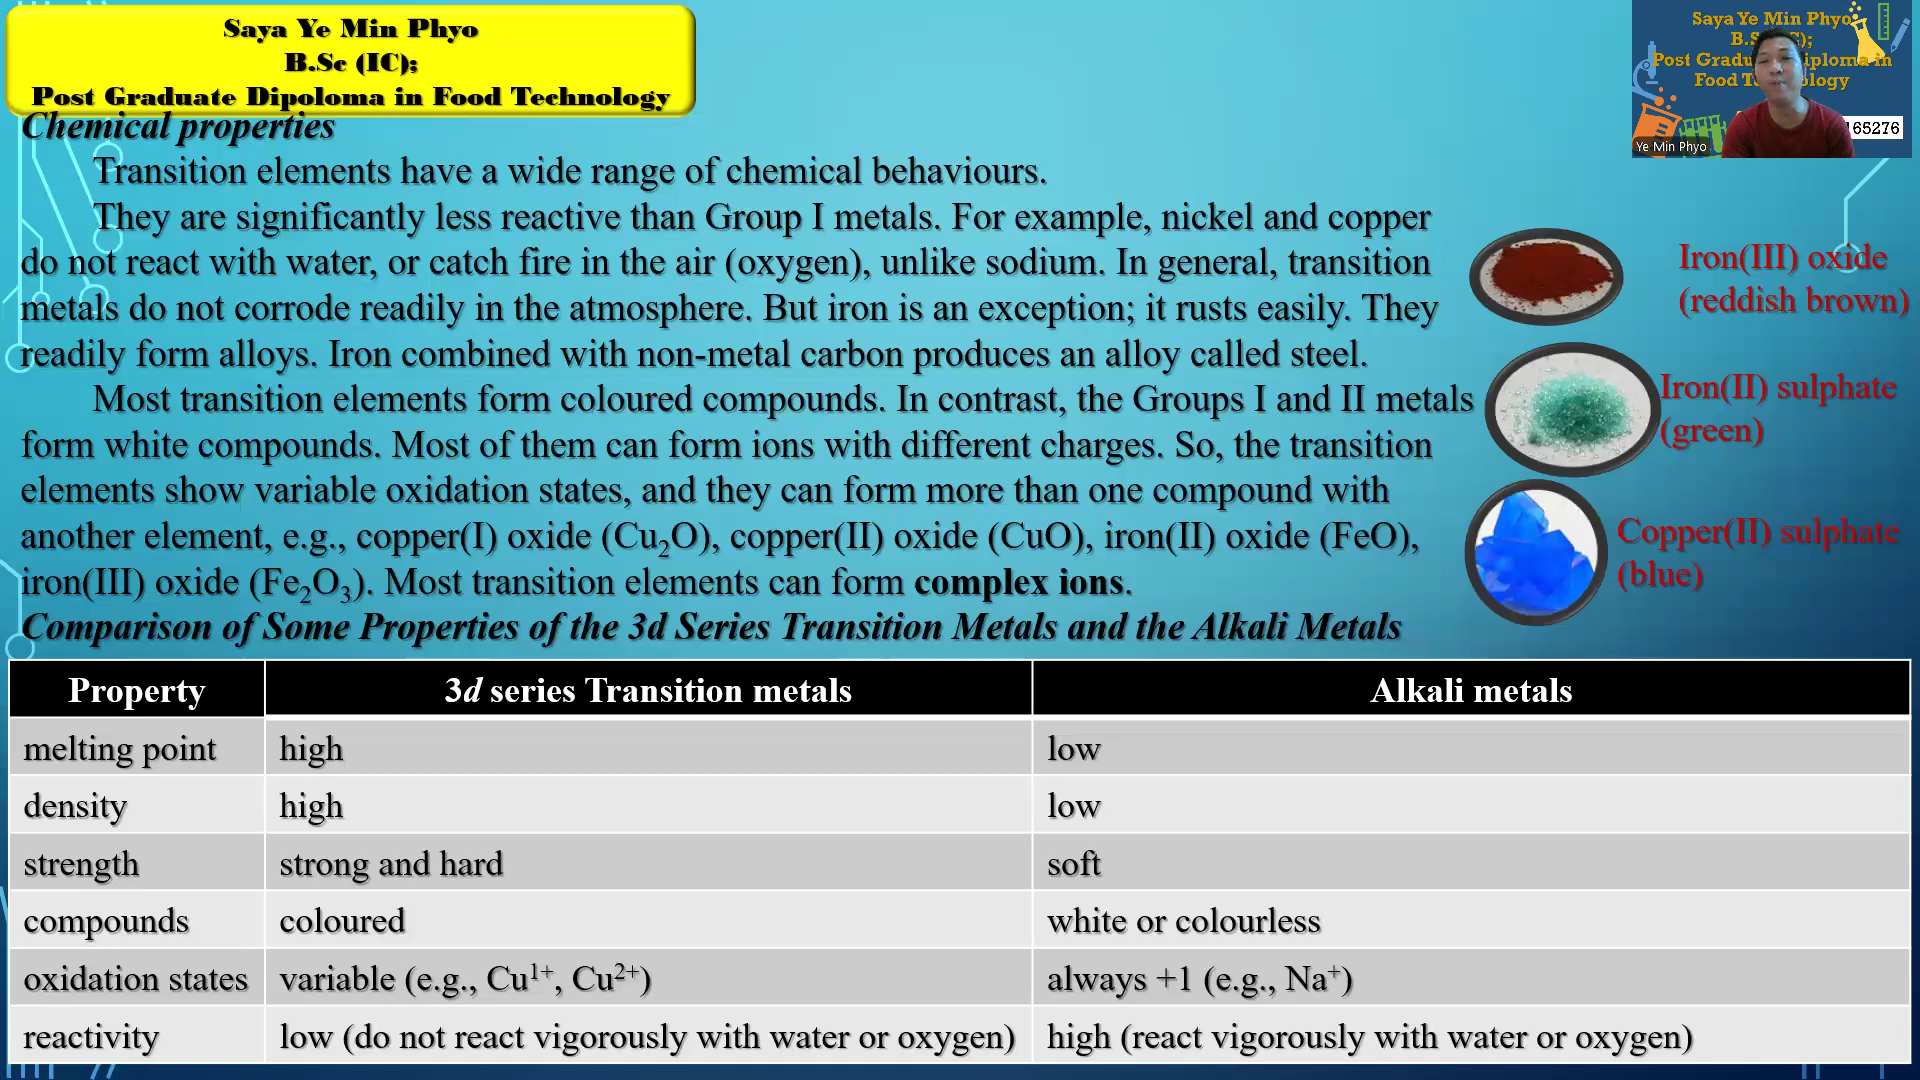 Saya Ye Min Phyo
B.Sc (IC);
Post Graduate Dipoloma in Food Technology
Saya Ye Min Phyo
Post
in
Food
165276
Ye Min Phyo
Chemical properties
Transition elements have a wide range of chemical behaviours.
They are significantly less reactive than Group I metals. For example, nickel and copper
do not react with water, or catch fire in the air (oxygen), unlike sodium. In general, transition
metals do not corrode readily in the atmosphere. But iron is an exception; it rusts easily. They
readily form alloys. Iron combined with non-metal carbon produces an alloy called steel.
Most transition elements form coloured compounds. In contrast, the Groups I and II metals
form white compounds. Most of them can form ions with different charges. So, the transition
elements show variable oxidation states, and they can form more than one compound with
another element, e.g., copper(I) oxide (Cu₂O), copper(II) oxide (CuO), iron(II) oxide (FeO),
iron(III) oxide (Fe₂O₃). Most transition elements can form complex ions.
Iron(III) oxide
(reddish brown)
Iron(II) sulphate
(green)
Copper(II) sulphate
(blue)
Comparison of Some Properties of the 3d Series Transition Metals and the Alkali Metals
Property 3d series Transition metals Alkali metals
melting point high low
density high low
strength strong and hard soft
compounds coloured white or colourless
oxidation states variable (e.g., Cu¹⁺, Cu²⁺) always +1 (e.g., Na⁺)
reactivity low (do not react vigorously with water or oxygen) high (react vigorously with water or oxygen)